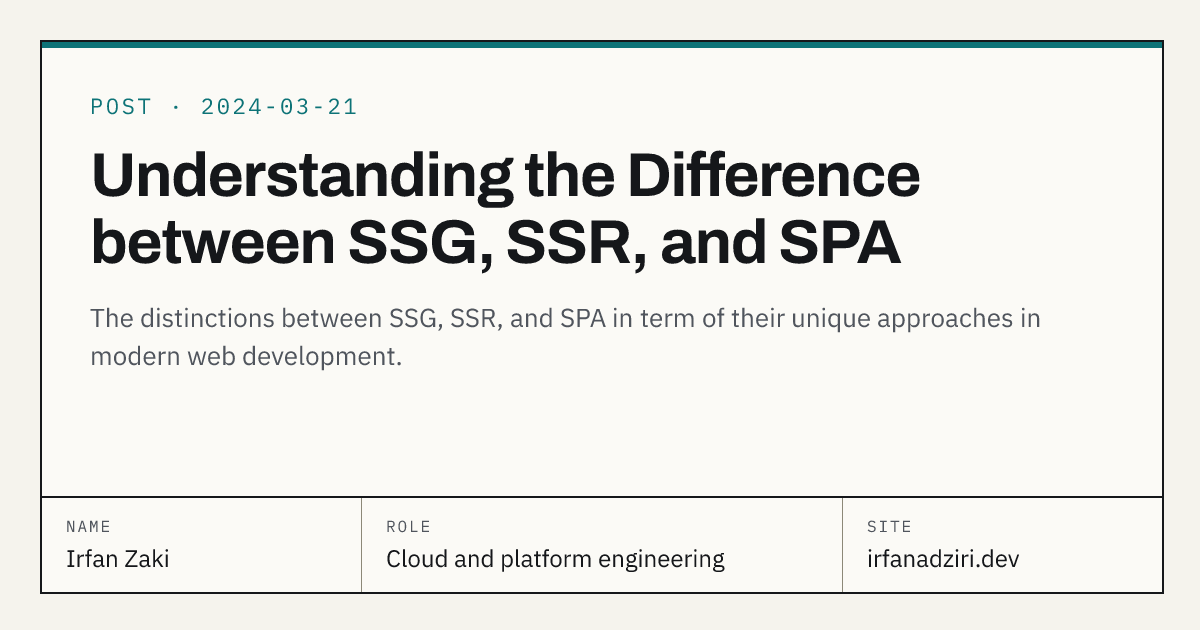 POST · 2024-03-21
Understanding the Difference
between SSG, SSR, and SPA
The distinctions between SSG, SSR, and SPA in term of their unique approaches in
modern web development.
NAME
Irfan Zaki
ROLE
Cloud and platform engineering
SITE
irfanadziri.dev